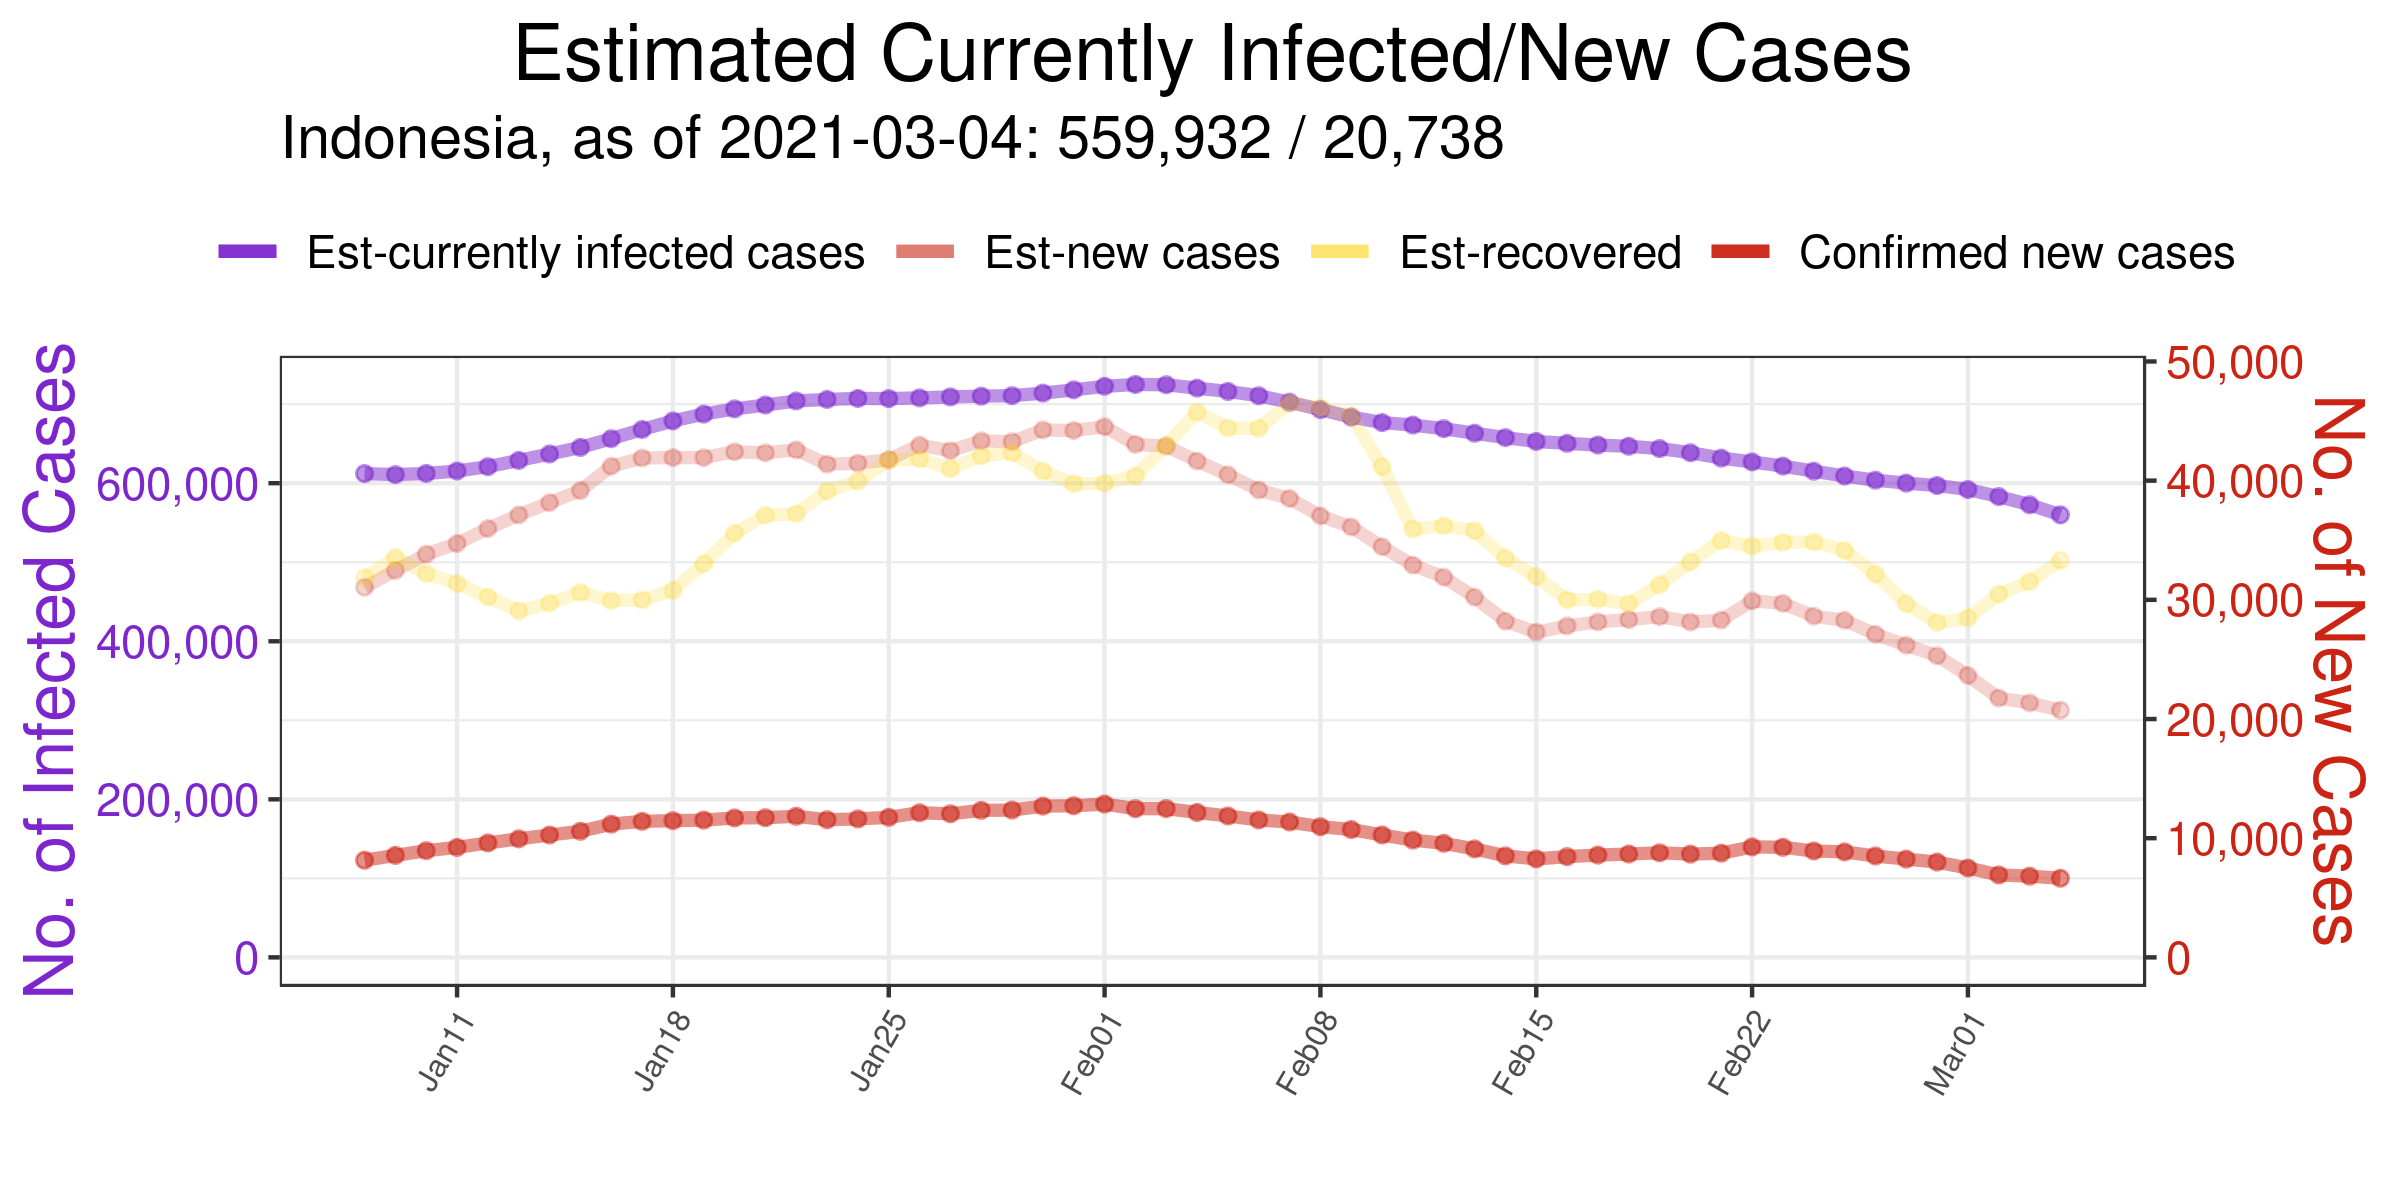 Estimated Currently Infected/New Cases
Indonesia, as of 2021-03-04: 559,932 / 20,738
Est-currently infected cases Est-new cases Est-recovered Confirmed new cases
No. of Infected Cases
600,000
400,000
200,000
0
50,000
40,000
30,000
20,000
10,000
0
No. of New Cases
Jan11 Jan18 Jan25 Feb01 Feb08 Feb15 Feb22 Mar01